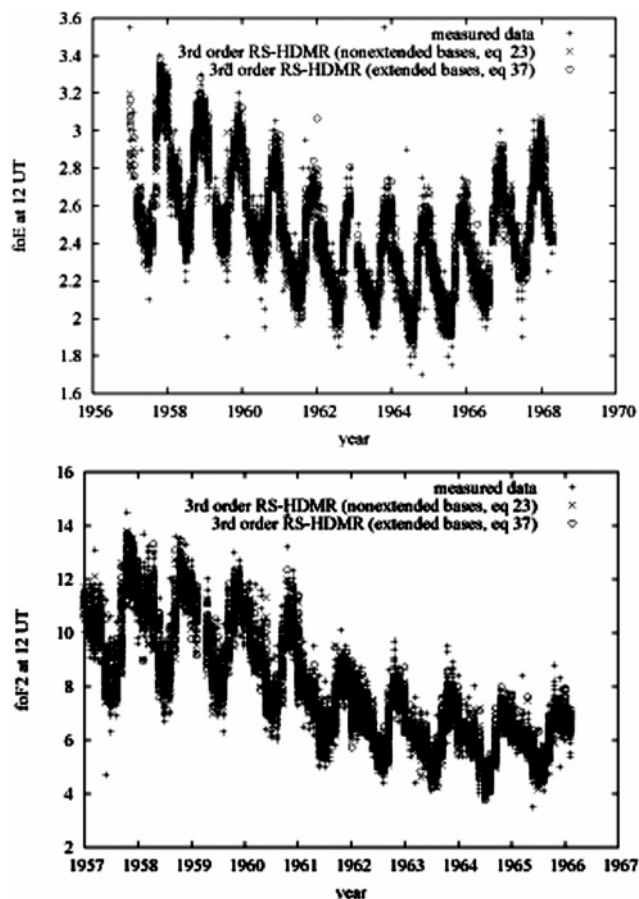 3.6
3.4
3.2
3
2.8
2.6
2.4
2.2
2
1.8
1.6
foE at 12 UT
measured data
3rd order RS-HDMR (nonextended bases, eq 23)
3rd order RS-HDMR (extended bases, eq 37)
1956 1958 1960 1962 1964 1966 1968 1970
year
16
14
12
10
8
6
4
2
foF2 at 12 UT
measured data
3rd order RS-HDMR (nonextended bases, eq 23)
3rd order RS-HDMR (extended bases, eq 37)
1957 1958 1959 1960 1961 1962 1963 1964 1965 1966 1967
year